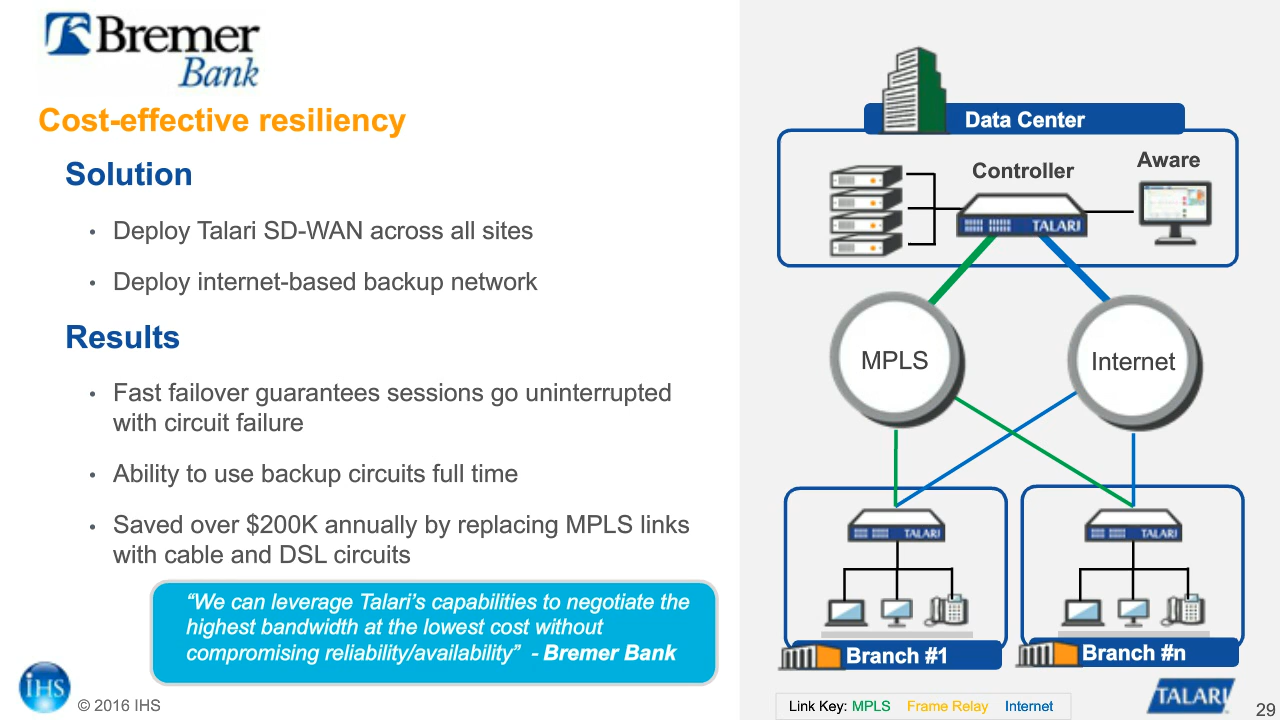 Bremer
Bank
Cost-effective resiliency
Solution
• Deploy Talari SD-WAN across all sites
• Deploy internet-based backup network
Results
• Fast failover guarantees sessions go uninterrupted
with circuit failure
• Ability to use backup circuits full time
• Saved over $200K annually by replacing MPLS links
with cable and DSL circuits
“We can leverage Talari’s capabilities to negotiate the
highest bandwidth at the lowest cost without
compromising reliability/availability” - Bremer Bank
IHS
© 2016 IHS
Data Center
Controller
Aware
TALARI
MPLS
Internet
TALARI
TALARI
Branch #1
Branch #n
Link Key: MPLS Frame Relay Internet
TALARI
29